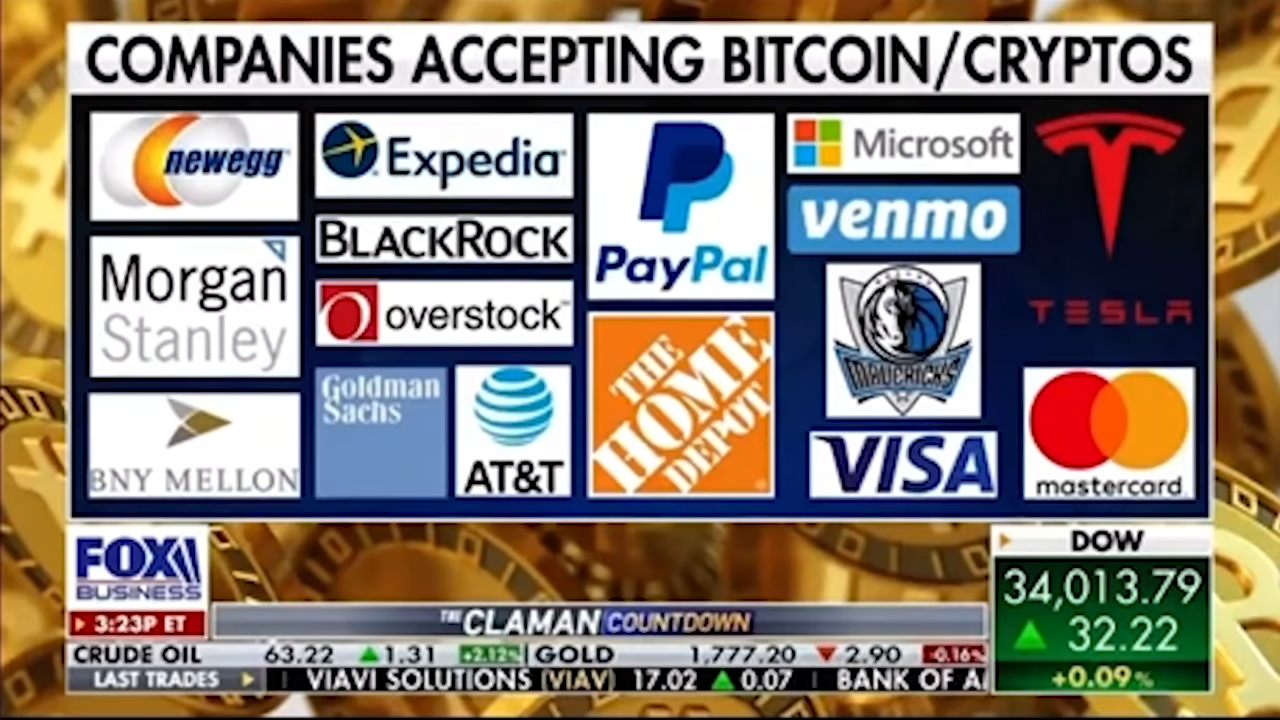 COMPANIES ACCEPTING BITCOIN/CRYPTOS
newegg
Expedia
PayPal
Microsoft
TESLA
venmo
BLACKROCK
Morgan
Stanley
overstock
THE
HOME
DEPOT
MAVERICKS
Goldman
Sachs
AT&T
BNY MELLON
VISA
mastercard
FOX
BUSINESS
3:23P ET
THE CLAMAN COUNTDOWN
DOW
34,013.79
32.22
+0.09%
CRUDE OIL 63.22 1.31 +2.12% GOLD 1,777.20 2.90 -0.16%
LAST TRADES VIAVI SOLUTIONS (VIAV) 17.02 0.07 BANK OF A